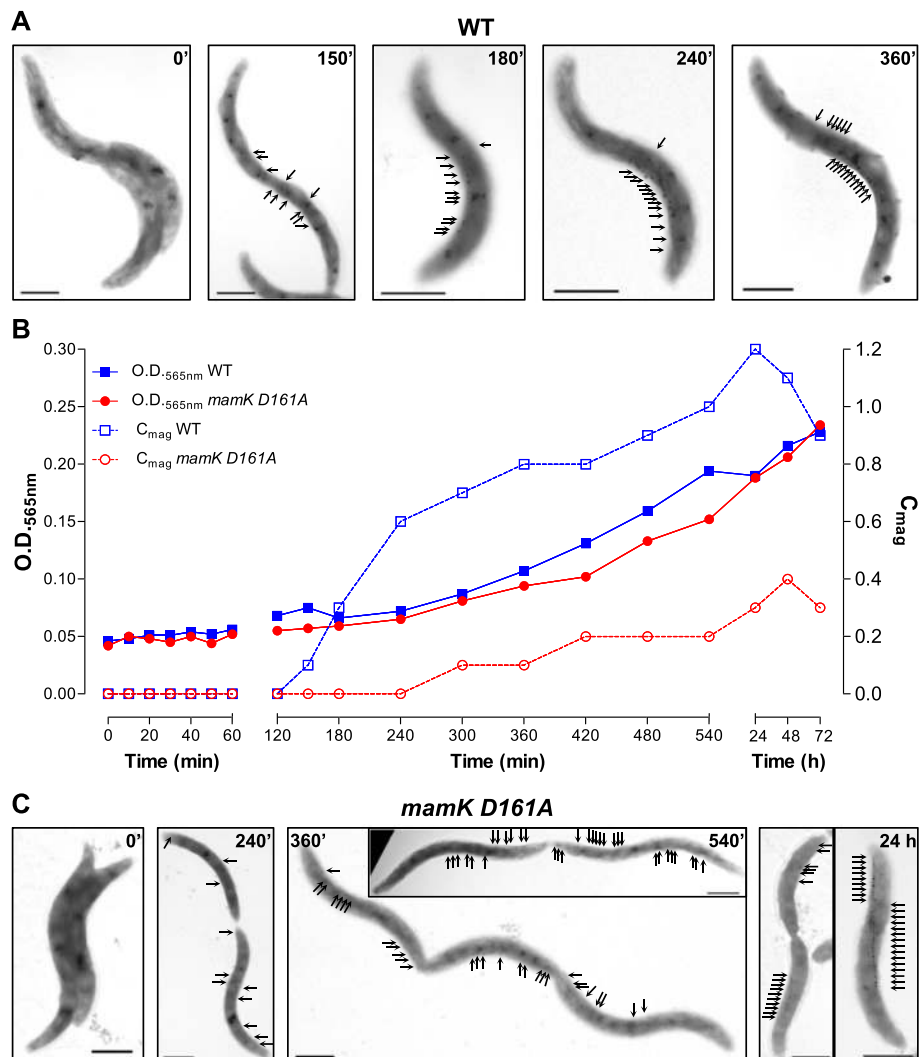 A
WT
0’
150’
180’
240’
360’
B
0.30
0.25
0.20
0.15
0.10
0.05
0.00
O.D.565nm
O.D.565nm WT
O.D.565nm mamK D161A
Cmag WT
Cmag mamK D161A
1.2
1.0
0.8
0.6
0.4
0.2
0.0
Cmag
0 20 40 60
120 180 240 300 360 420 480 540
24 48 72
Time (min)
Time (min)
Time (h)
C
mamK D161A
0’
240’
360’
540’
24 h